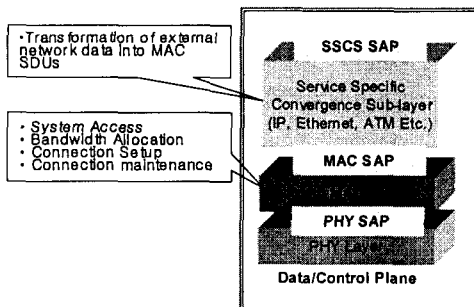 •Transformation of external
network data into MAC
SDUs
SSCS SAP
Service Specific
Convergence Sub-layer
(IP, Ethernet, ATM Etc.)
• System Access
• Bandwidth Allocation
• Connection Setup
• Connection maintenance
MAC SAP
PHY SAP
PHY Layer
Data/Control Plane